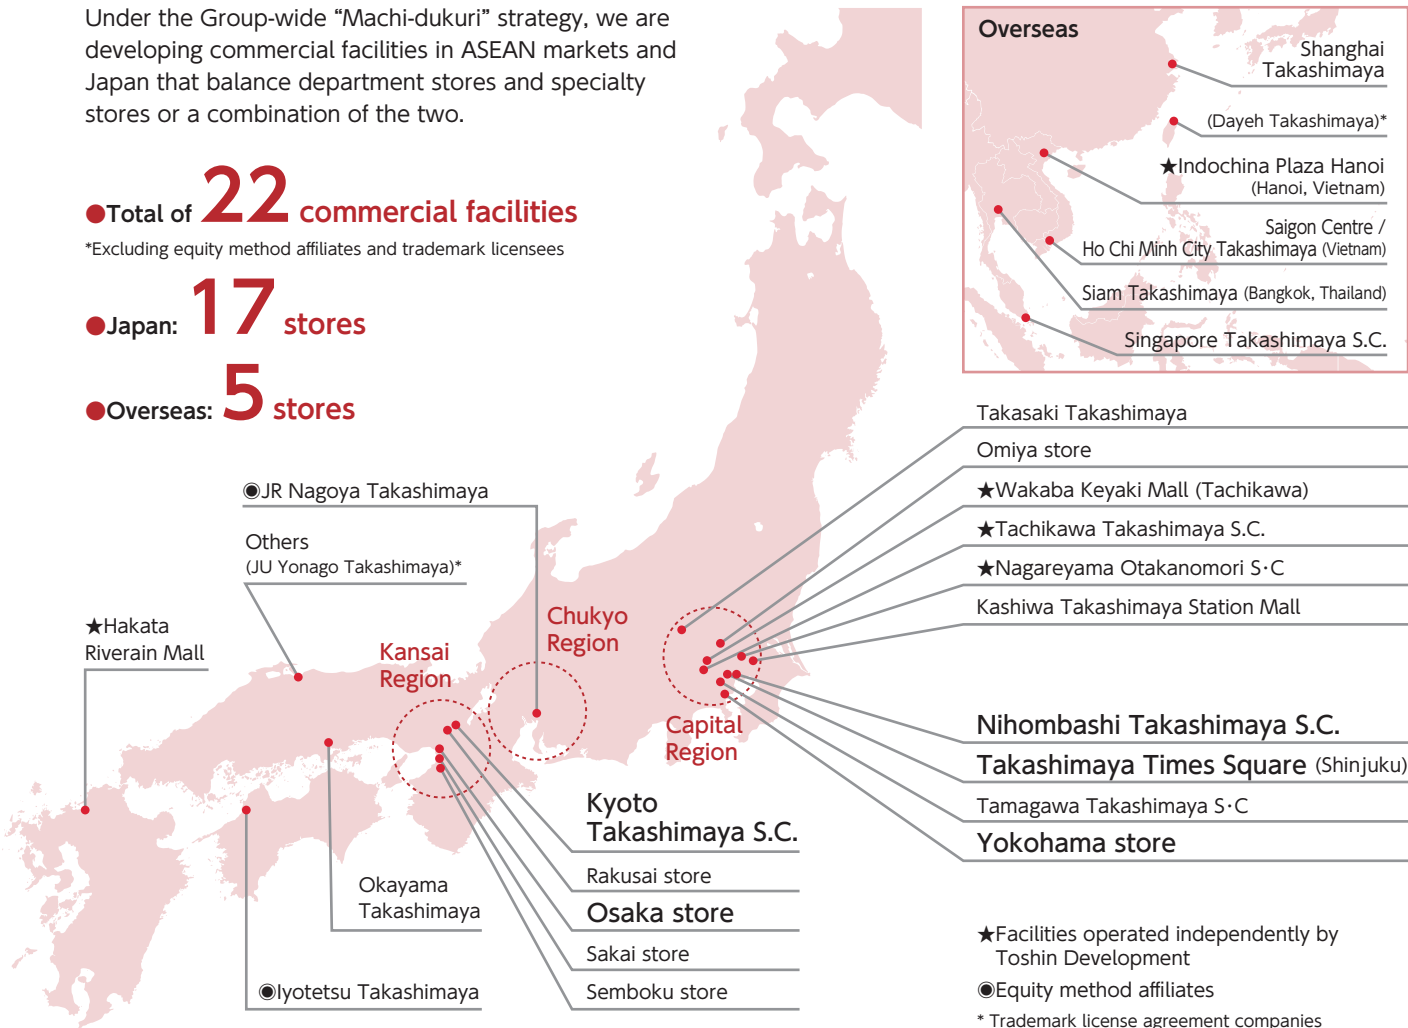 Under the Group-wide “Machi-dukuri” strategy, we are
developing commercial facilities in ASEAN markets and
Japan that balance department stores and specialty
stores or a combination of the two.
●Total of 22 commercial facilities
*Excluding equity method affiliates and trademark licensees
●Japan: 17 stores
●Overseas: 5 stores
Overseas
Shanghai
Takashimaya
(Dayeh Takashimaya)*
★Indochina Plaza Hanoi
(Hanoi, Vietnam)
Saigon Centre /
Ho Chi Minh City Takashimaya (Vietnam)
Siam Takashimaya (Bangkok, Thailand)
Singapore Takashimaya S.C.
Takasaki Takashimaya
Omiya store
★Wakaba Keyaki Mall (Tachikawa)
★Tachikawa Takashimaya S.C.
★Nagareyama Otakanomori S·C
Kashiwa Takashimaya Station Mall
Capital
Region
Nihombashi Takashimaya S.C.
Takashimaya Times Square (Shinjuku)
Tamagawa Takashimaya S·C
Yokohama store
◉JR Nagoya Takashimaya
Others
(JU Yonago Takashimaya)*
★Hakata
Riverain Mall
Chukyo
Region
Kansai
Region
Kyoto
Takashimaya S.C.
Rakusai store
Osaka store
Sakai store
Semboku store
Okayama
Takashimaya
◉Iyotetsu Takashimaya
★Facilities operated independently by
Toshin Development
◉Equity method affiliates
* Trademark license agreement companies